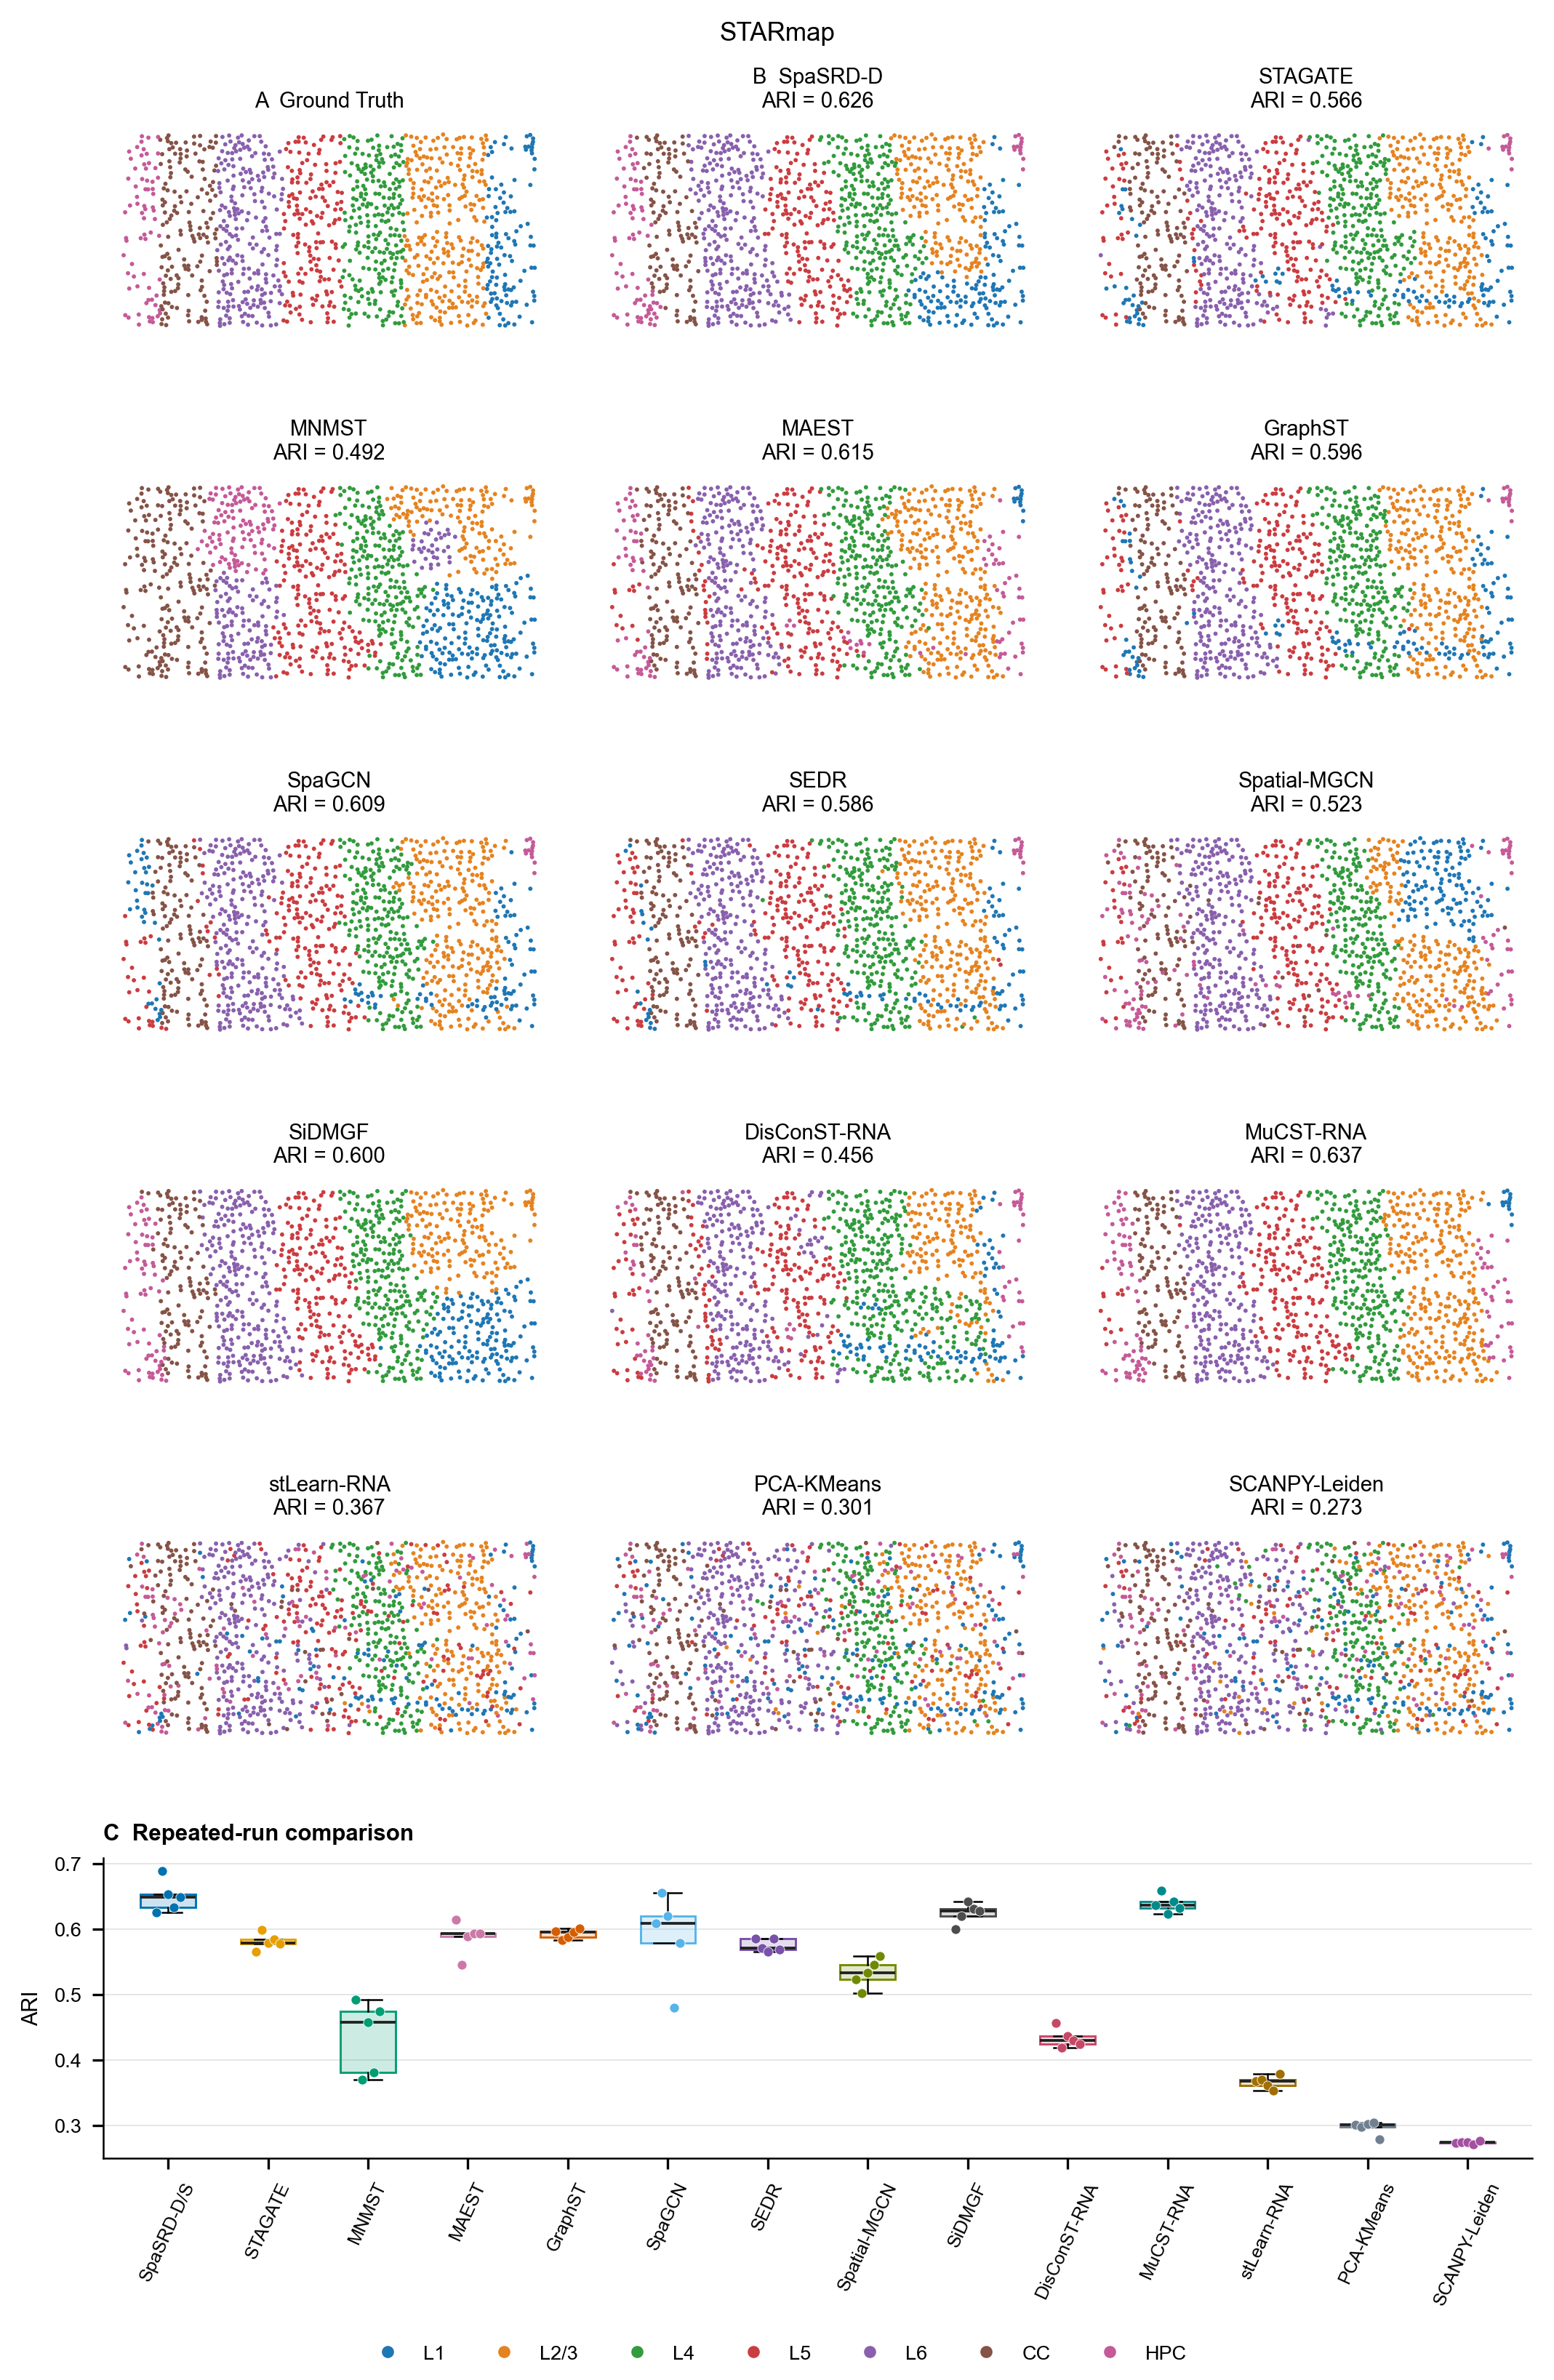 STARmap
A Ground Truth
B SpaSRD-D
ARI = 0.626
STAGATE
ARI = 0.566
MNMST
ARI = 0.492
MAEST
ARI = 0.615
GraphST
ARI = 0.596
SpaGCN
ARI = 0.609
SEDR
ARI = 0.586
Spatial-MGCN
ARI = 0.523
SiDMGF
ARI = 0.600
DisConST-RNA
ARI = 0.456
MuCST-RNA
ARI = 0.637
stLearn-RNA
ARI = 0.367
PCA-KMeans
ARI = 0.301
SCANPY-Leiden
ARI = 0.273
C Repeated-run comparison
ARI
0.7
0.6
0.5
0.4
0.3
SpaSRD-D/S
STAGATE
MNMST
MAEST
GraphST
SpaGCN
SEDR
Spatial-MGCN
SiDMGF
DisConST-RNA
MuCST-RNA
stLearn-RNA
PCA-KMeans
SCANPY-Leiden
L1 L2/3 L4 L5 L6 CC HPC